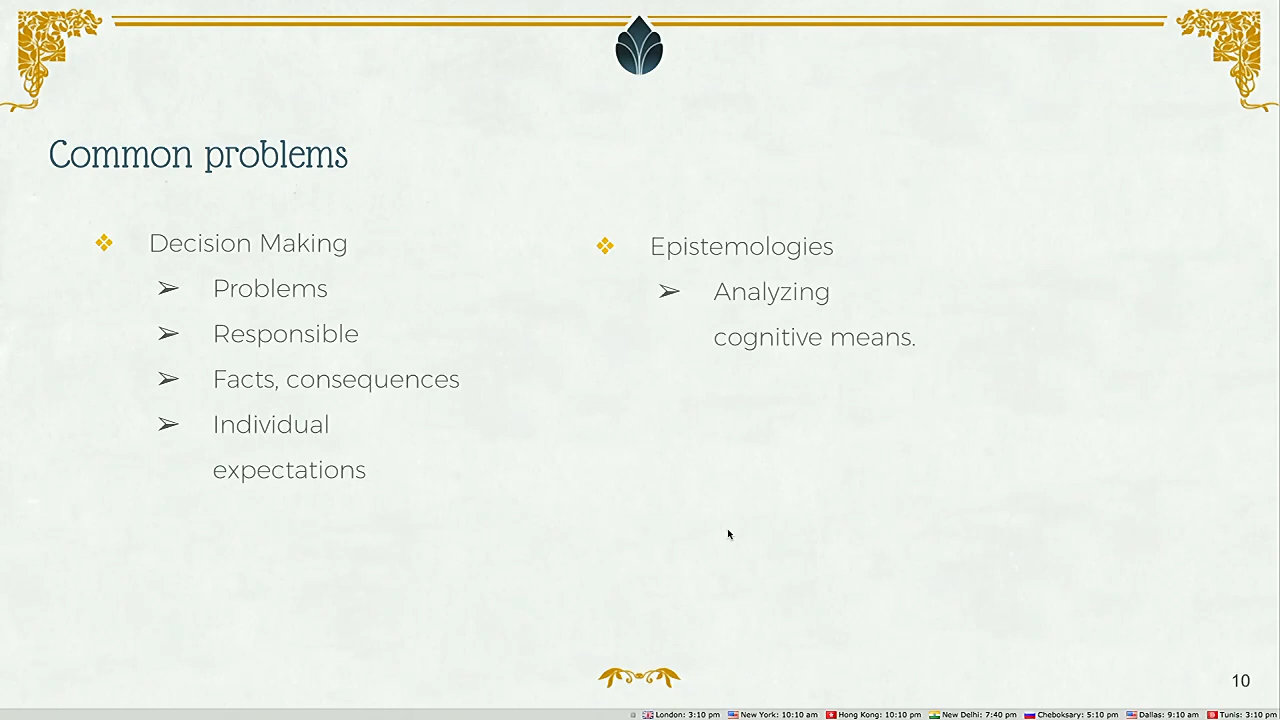 Common problems
Decision Making
Problems
Responsible
Facts, consequences
Individual
expectations
Epistemologies
Analyzing
cognitive means.
10
London: 3:10 pm New York: 10:10 am Hong Kong: 10:10 pm New Delhi: 7:40 pm Cheboksary: 5:10 pm Dallas: 9:10 am Tunis: 3:10 pm